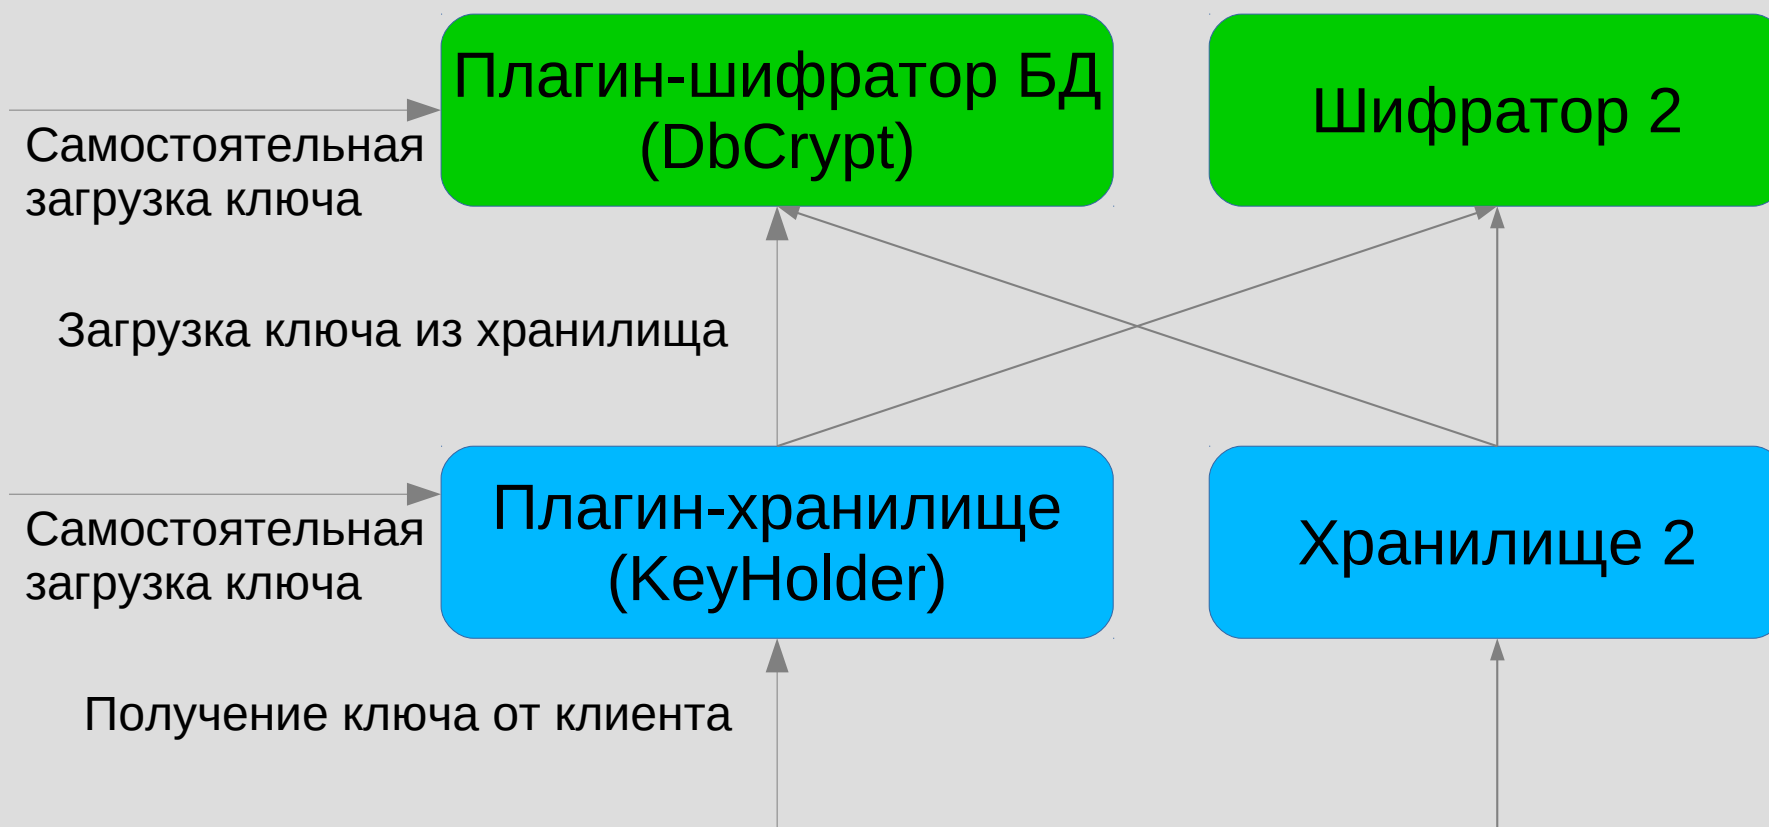 Плагин-шифратор БД
(DbCrypt)
Шифратор 2
Самостоятельная
загрузка ключа
Загрузка ключа из хранилища
Плагин-хранилище
(KeyHolder)
Хранилище 2
Самостоятельная
загрузка ключа
Получение ключа от клиента